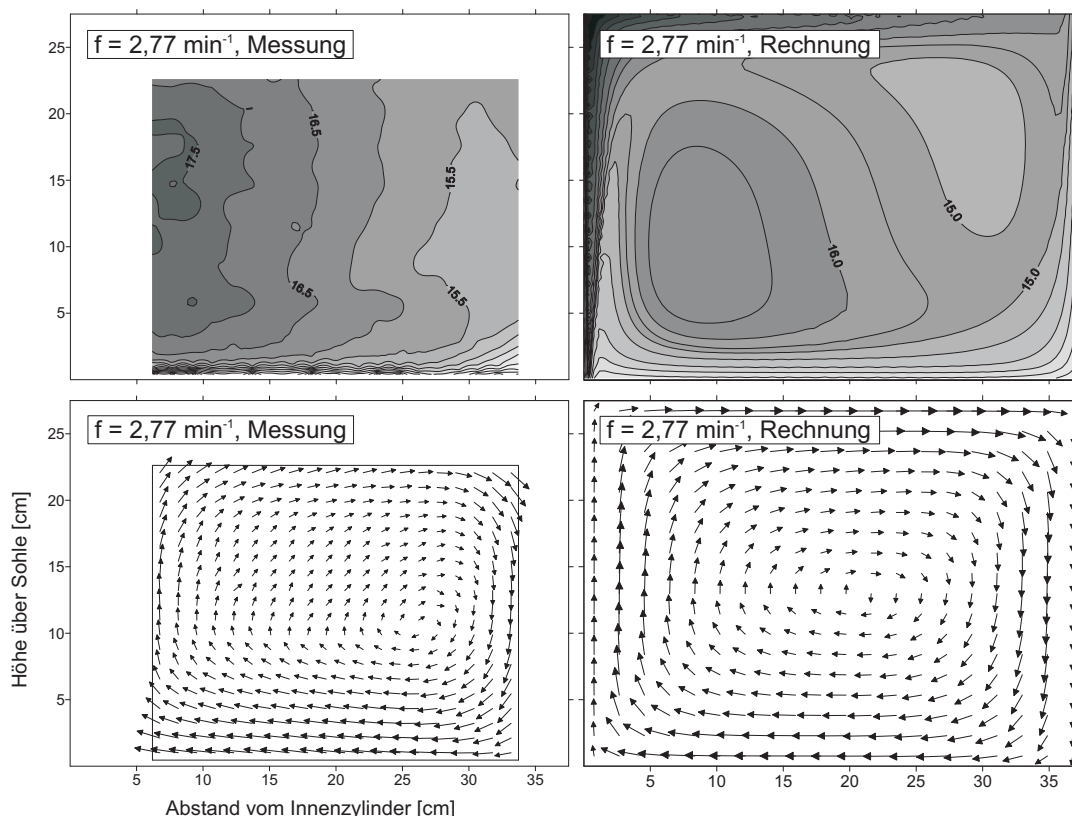 f = 2,77 min⁻¹, Messung
f = 2,77 min⁻¹, Rechnung
25
20
15
10
5
17.5
16.5
16.5
15.5
15.5
16.0
15.0
15.0
f = 2,77 min⁻¹, Messung
f = 2,77 min⁻¹, Rechnung
25
20
15
10
5
Höhe über Sohle [cm]
5 10 15 20 25 30 35
5 10 15 20 25 30 35
Abstand vom Innenzylinder [cm]